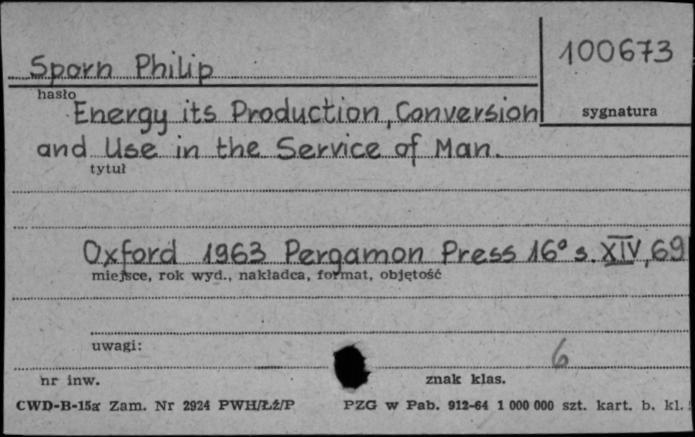 Sporn Philip
100673
hasło
sygnatura
Energy its Production, Conversion
and Use in the Service of Man.
tytuł
Oxford 1963 Pergamon Press 16° s. XIV, 69
miejsce, rok wyd., nakładca, format, objętość
uwagi:
6
nr inw.
znak klas.
CWD-B-15a Zam. Nr 2924 PWH/Łź/P PZG w Pab. 912-64 1 000 000 szt. kart. b. kl.